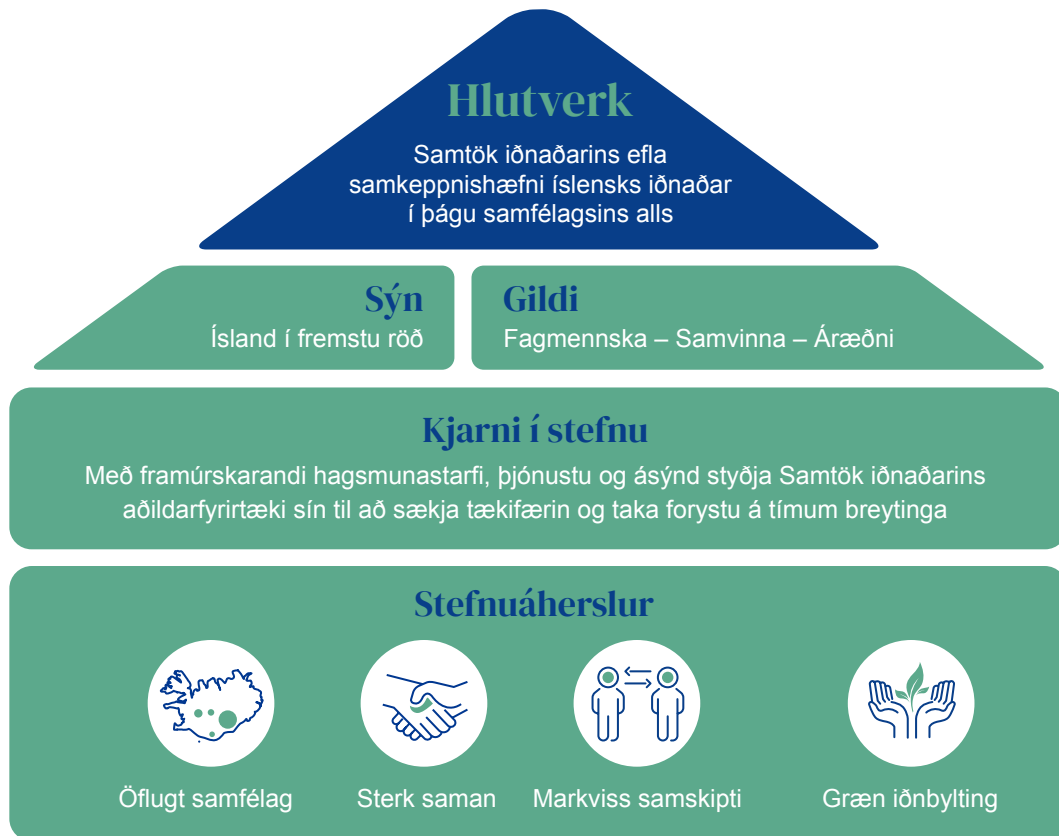 Hlutverk
Samtök iðnaðarins efla
samkeppnishæfni íslensks iðnaðar
í þágu samfélagsins alls
Sýn
Ísland í fremstu röð
Gildi
Fagmennska – Samvinna – Áræðni
Kjarni í stefnu
Með framúrskarandi hagsmunastarfi, þjónustu og ásýnd styðja Samtök iðnaðarins
aðildarfyrirtæki sín til að sækja tækifærin og taka forystu á tímum breytinga
Stefnuáherslur
Öflugt samfélag
Sterk saman
Markviss samskipti
Græn iðnbylting